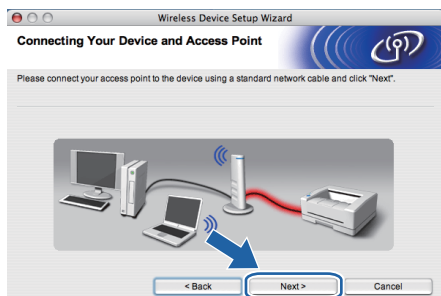 Wireless Device Setup Wizard
Connecting Your Device and Access Point
Please connect your access point to the device using a standard network cable and click "Next".
< Back Next > Cancel